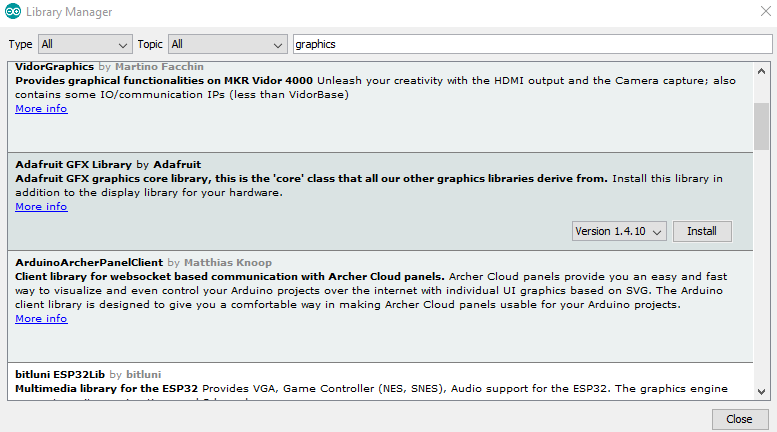 Library Manager
Type All Topic All graphics
VidorGraphics by Martino Facchin
Provides graphical functionalities on MKR Vidor 4000 Unleash your creativity with the HDMI output and the Camera capture; also
contains some IO/communication IPs (less than VidorBase)
More info
Adafruit GFX Library by Adafruit
Adafruit GFX graphics core library, this is the 'core' class that all our other graphics libraries derive from. Install this library in
addition to the display library for your hardware.
More info
Version 1.4.10 Install
ArduinoArcherPanelClient by Matthias Knoop
Client library for websocket based communication with Archer Cloud panels. Archer Cloud panels provide you an easy and fast
way to visualize and even control your Arduino projects over the internet with individual UI graphics based on SVG. The Arduino
client library is designed to give you a comfortable way in making Archer Cloud panels usable for your Arduino projects.
More info
bitluni ESP32Lib by bitluni
Multimedia library for the ESP32 Provides VGA, Game Controller (NES, SNES), Audio support for the ESP32. The graphics engine
Close